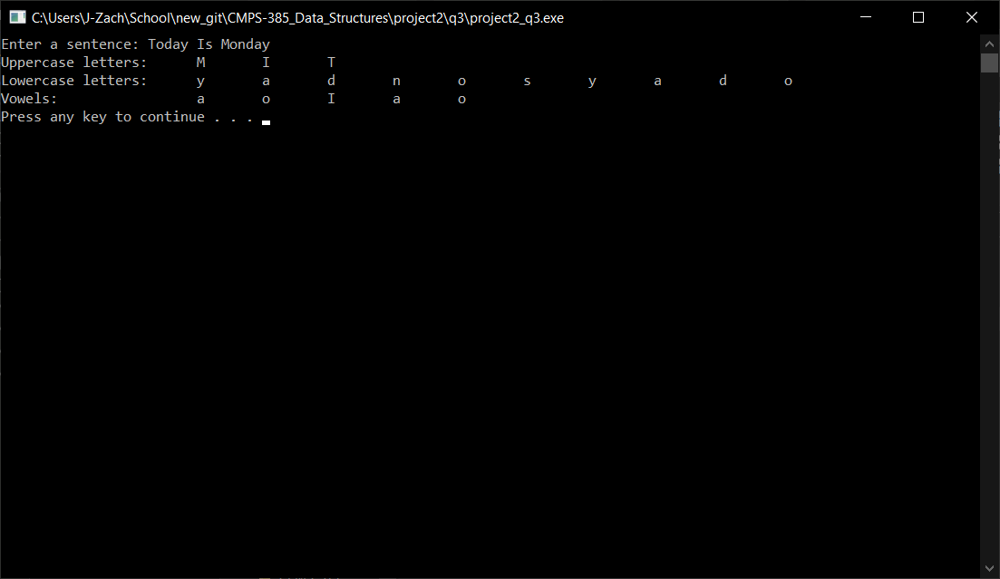 C:\Users\J-Zach\School\new_git\CMPS-385_Data_Structures\project2\q3\project2_q3.exe
Enter a sentence: Today Is Monday
Uppercase letters:      M       I       T
Lowercase letters:      y       a       d       n       o       s       y       a       d       o
Vowels:                 a       o       I       a       o
Press any key to continue . . .